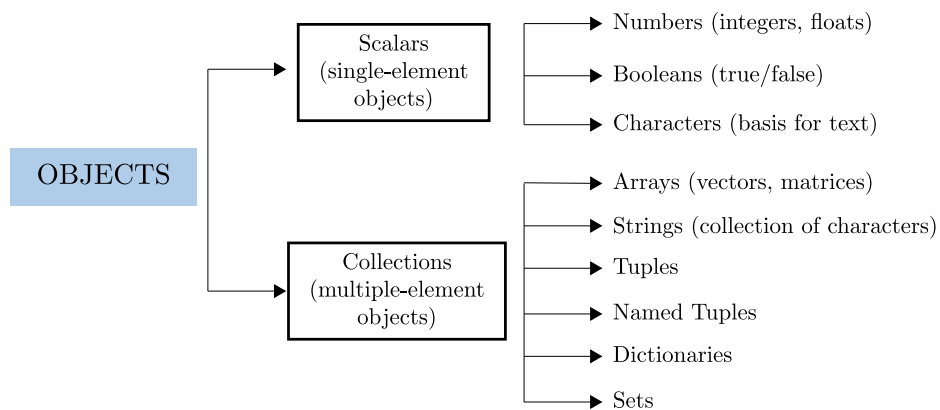 OBJECTS
Scalars
(single-element
objects)
Numbers (integers, floats)
Booleans (true/false)
Characters (basis for text)
Collections
(multiple-element
objects)
Arrays (vectors, matrices)
Strings (collection of characters)
Tuples
Named Tuples
Dictionaries
Sets